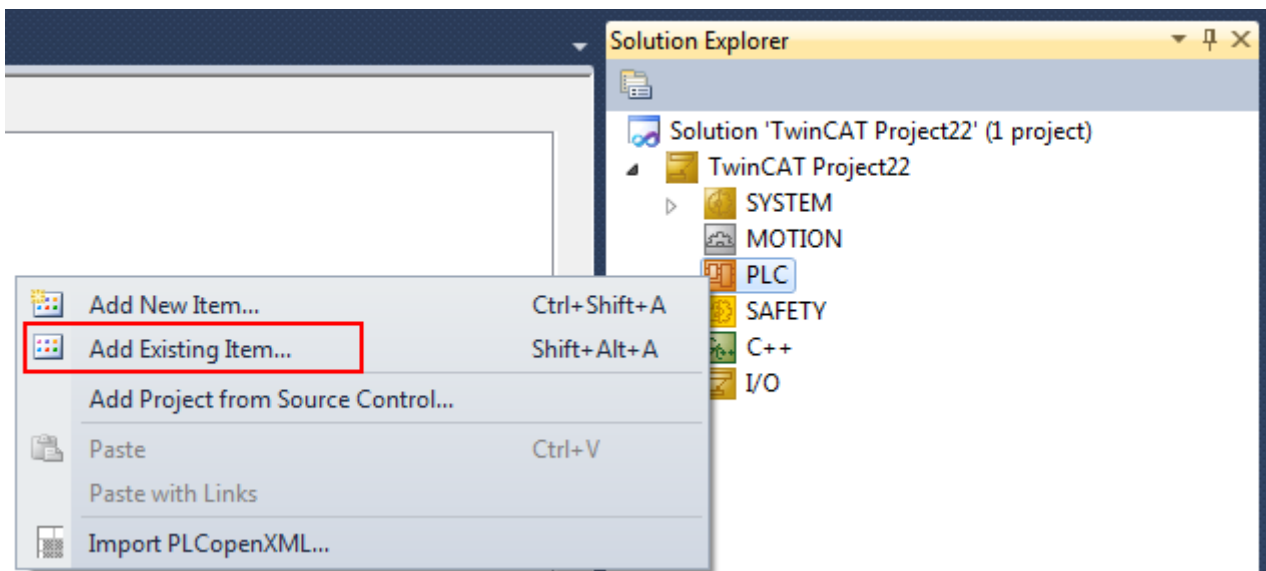 Solution Explorer
Solution 'TwinCAT Project22' (1 project)
TwinCAT Project22
SYSTEM
MOTION
PLC
SAFETY
C++
I/O
Add New Item... Ctrl+Shift+A
Add Existing Item... Shift+Alt+A
Add Project from Source Control...
Paste Ctrl+V
Paste with Links
Import PLCopenXML...